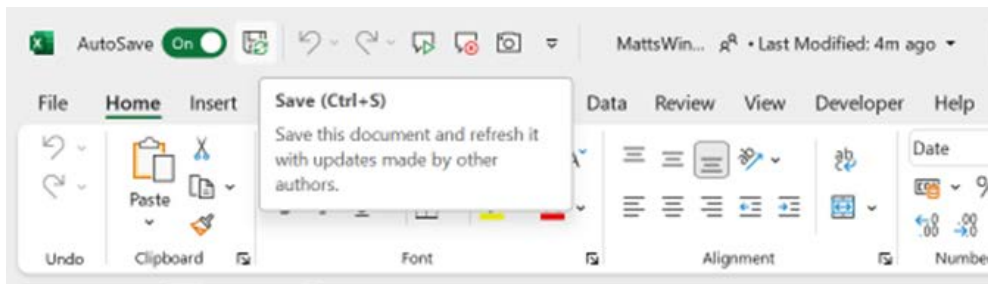 AutoSave On MattsWin... • Last Modified: 4m ago
File Home Insert Data Review View Developer Help
Save (Ctrl+S)
Save this document and refresh it
with updates made by other
authors.
ab
Date
Paste
Undo Clipboard Font Alignment Numbe